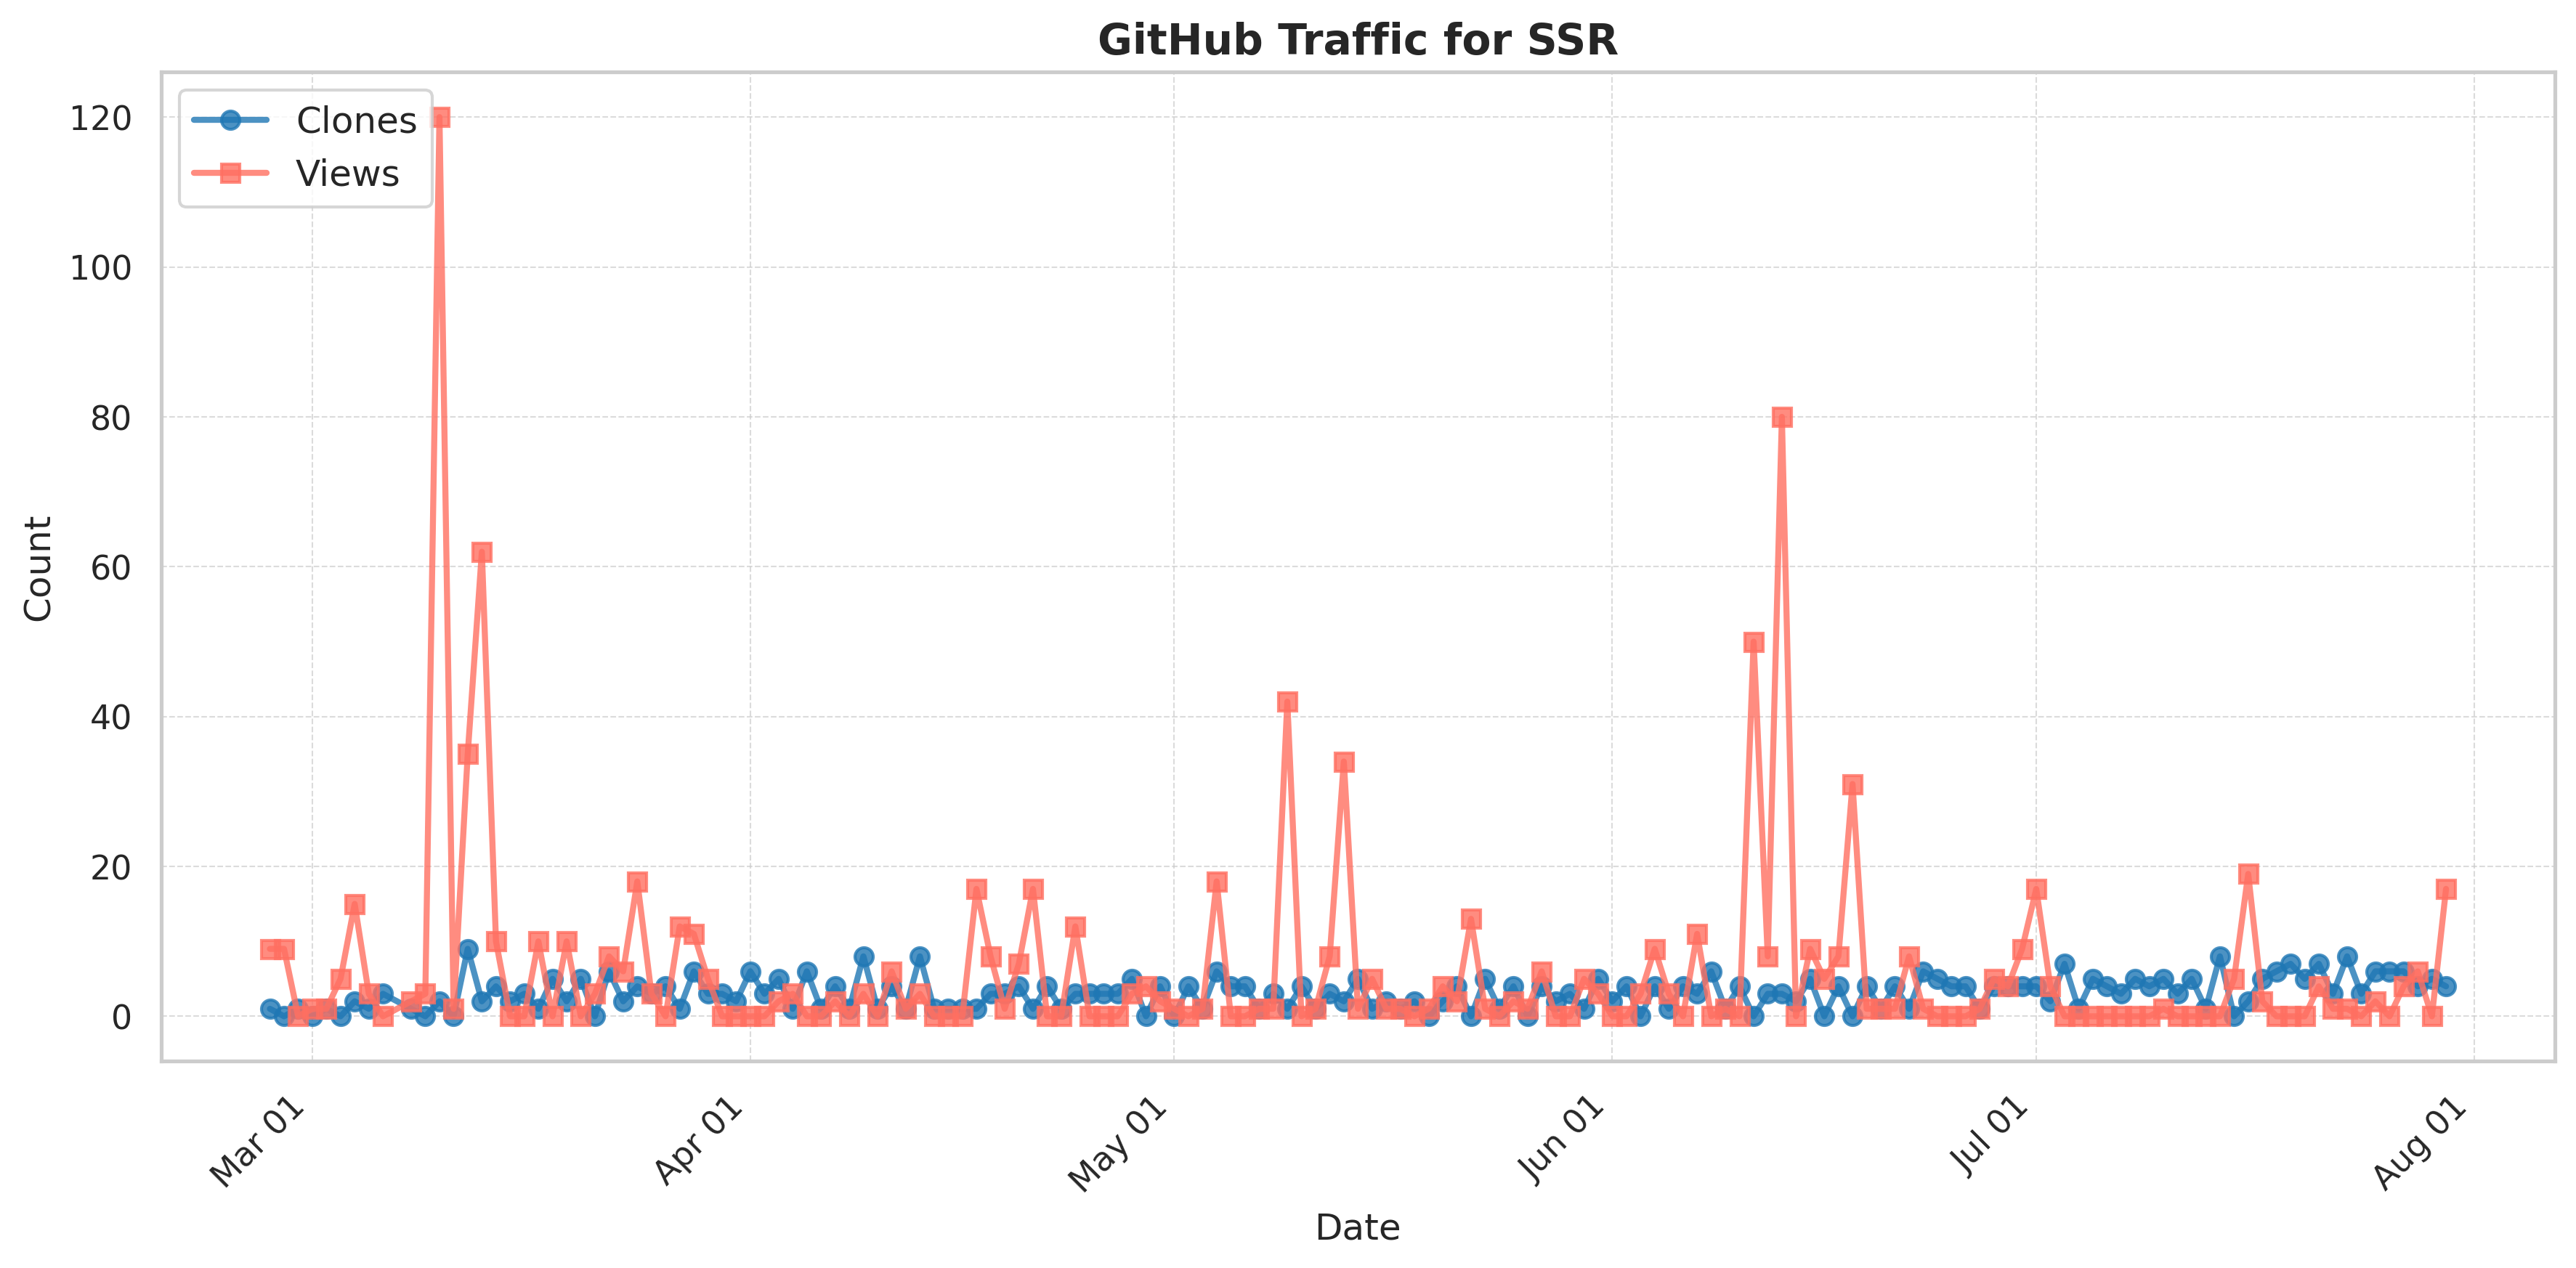 GitHub Traffic for SSR
Clones
Views
120
100
80
60
40
20
0
Count
Mar 01
Apr 01
May 01
Jun 01
Jul 01
Aug 01
Date